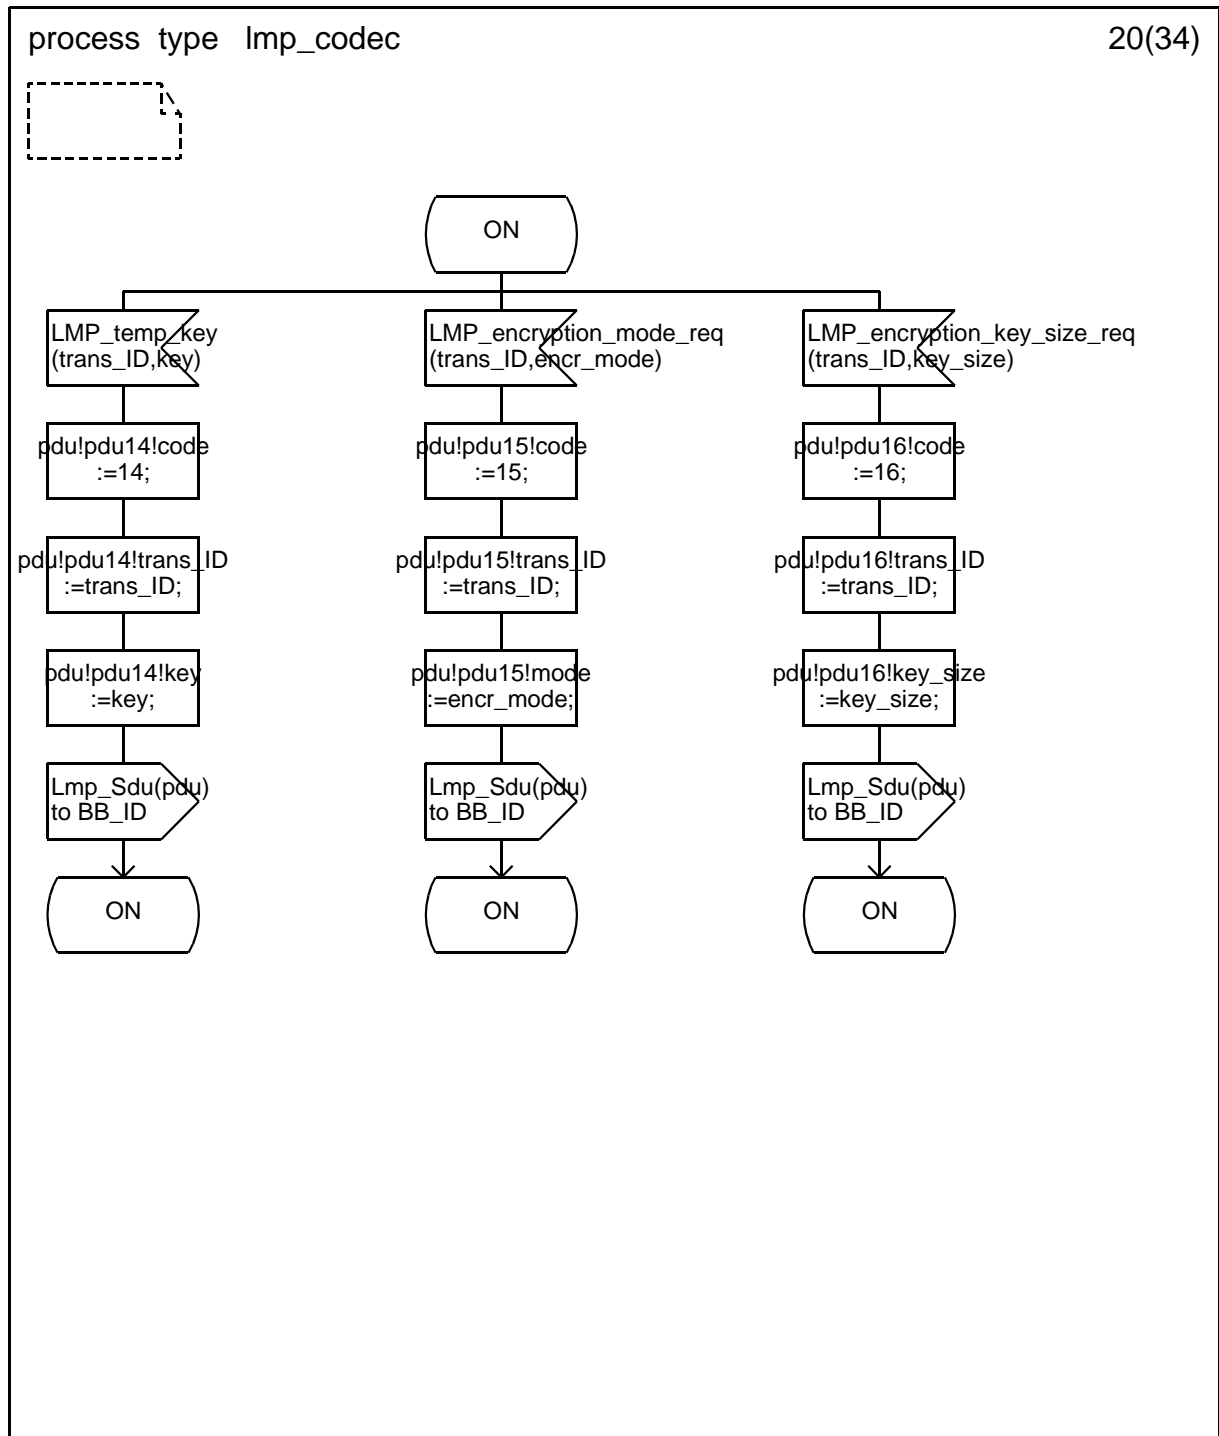 process type lmp_codec
20(34)
ON
LMP_temp_key
(trans_ID,key)
pdu!pdu14!code
:=14;
pdu!pdu14!trans_ID
:=trans_ID;
pdu!pdu14!key
:=key;
Lmp_Sdu(pdu)
to BB_ID
ON
LMP_encryption_mode_req
(trans_ID,encr_mode)
pdu!pdu15!code
:=15;
pdu!pdu15!trans_ID
:=trans_ID;
pdu!pdu15!mode
:=encr_mode;
Lmp_Sdu(pdu)
to BB_ID
ON
LMP_encryption_key_size_req
(trans_ID,key_size)
pdu!pdu16!code
:=16;
pdu!pdu16!trans_ID
:=trans_ID;
pdu!pdu16!key_size
:=key_size;
Lmp_Sdu(pdu)
to BB_ID
ON